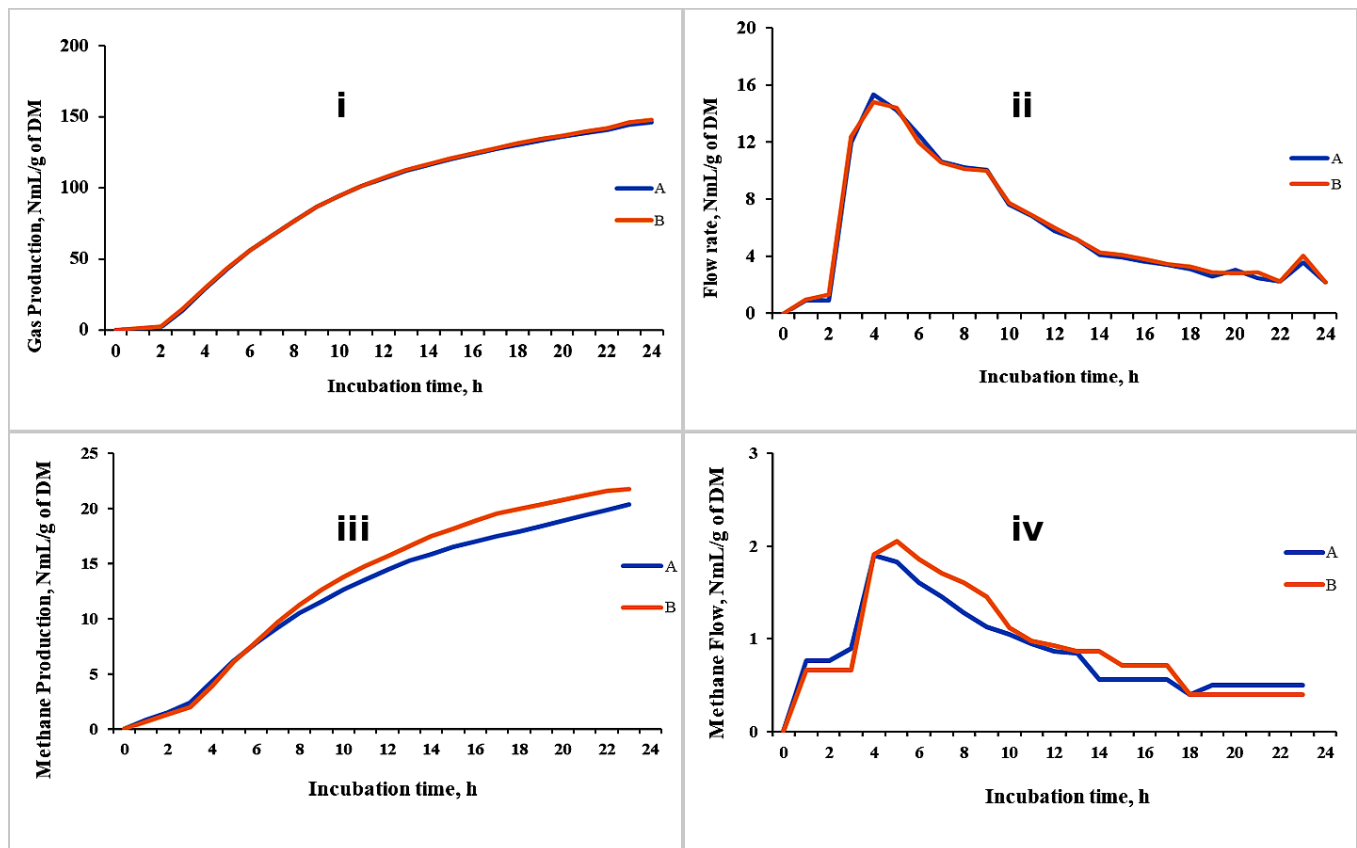 Gas Production, NmL/g of DM
200
150
100
50
0
i
A
B
0 2 4 6 8 10 12 14 16 18 20 22 24
Incubation time, h
Flow rate, NmL/g of DM
20
16
12
8
4
0
ii
A
B
0 2 4 6 8 10 12 14 16 18 20 22 24
Incubation time, h
Methane Production, NmL/g of DM
25
20
15
10
5
0
iii
A
B
0 2 4 6 8 10 12 14 16 18 20 22 24
Incubation time, h
Methane Flow, NmL/g of DM
3
2
1
0
iv
A
B
0 2 4 6 8 10 12 14 16 18 20 22 24
Incubation time, h